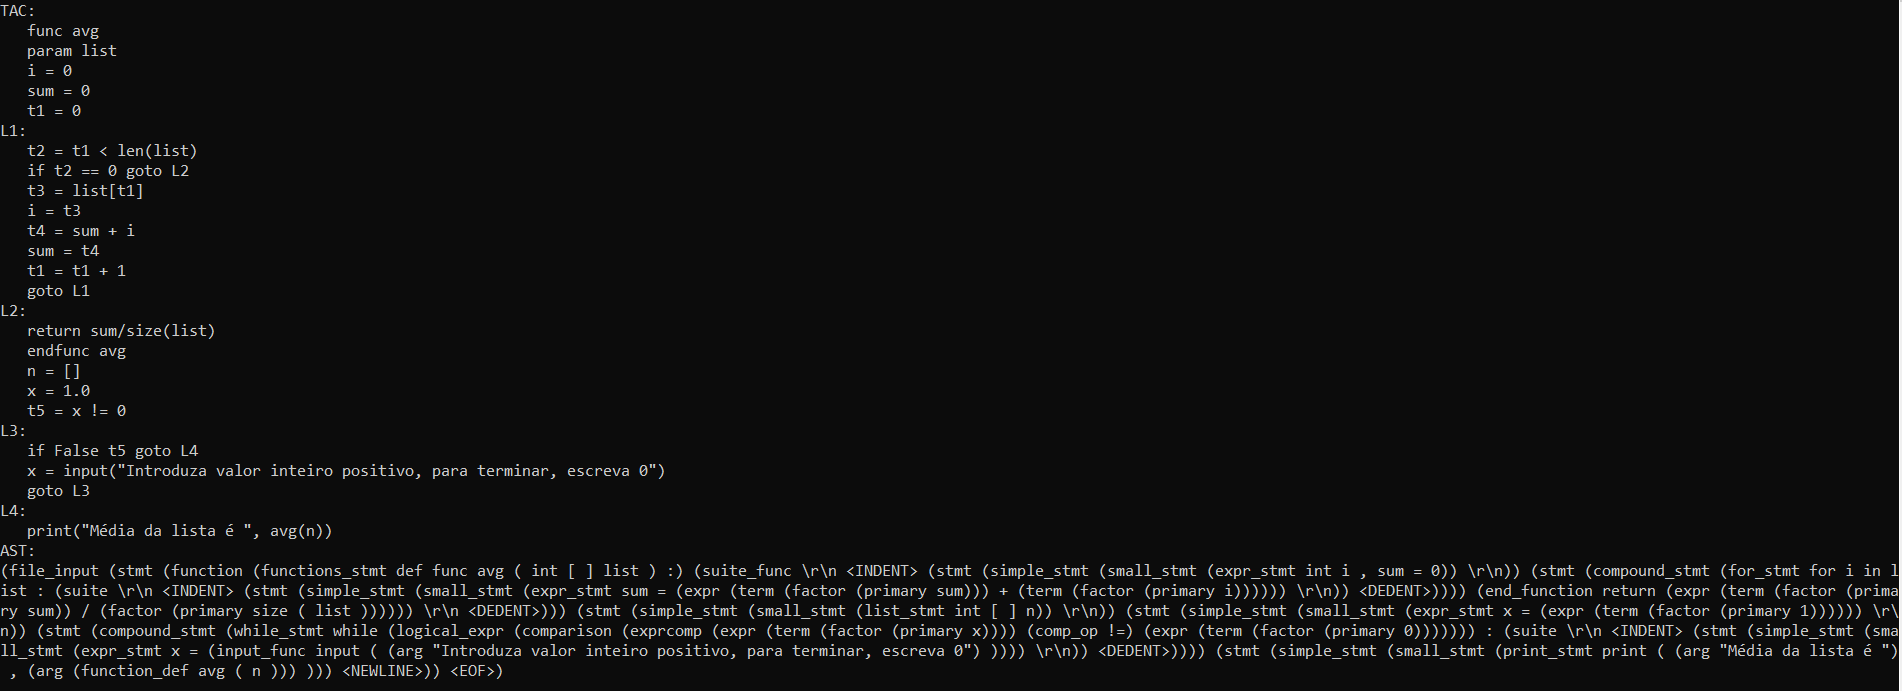 TAC:
   func avg
   param list
   i = 0
   sum = 0
   t1 = 0
L1:
   t2 = t1 < len(list)
   if t2 == 0 goto L2
   t3 = list[t1]
   i = t3
   t4 = sum + i
   sum = t4
   t1 = t1 + 1
   goto L1
L2:
   return sum/size(list)
   endfunc avg
   n = []
   x = 1.0
   t5 = x != 0
L3:
   if False t5 goto L4
   x = input("Introduza valor inteiro positivo, para terminar, escreva 0")
   goto L3
L4:
   print("Média da lista é ", avg(n))
AST:
(file_input (stmt (function (functions_stmt def func avg ( int [ ] list ) :) (suite_func \r\n <INDENT> (stmt (simple_stmt (small_stmt (expr_stmt int i , sum = 0)) \r\n)) (stmt (compound_stmt (for_stmt for i in l
ist : (suite \r\n <INDENT> (stmt (simple_stmt (small_stmt (expr_stmt sum = (expr (term (factor (primary sum))) + (term (factor (primary i)))))) \r\n)) <DEDENT>)))) (end_function return (expr (term (factor (prima
ry sum)) / (factor (primary size ( list )))))) \r\n <DEDENT>))) (stmt (simple_stmt (small_stmt (list_stmt int [ ] n)) \r\n)) (stmt (simple_stmt (small_stmt (expr_stmt x = (expr (term (factor (primary 1)))))) \r\
n)) (stmt (compound_stmt (while_stmt while (logical_expr (comparison (exprcomp (expr (term (factor (primary x)))) (comp_op !=) (expr (term (factor (primary 0))))))) : (suite \r\n <INDENT> (stmt (simple_stmt (sma
ll_stmt (expr_stmt x = (input_func input ( (arg "Introduza valor inteiro positivo, para terminar, escreva 0") )))) \r\n)) <DEDENT>)))) (stmt (simple_stmt (small_stmt (print_stmt print ( (arg "Média da lista é ")
 , (arg (function_def avg ( n ))) ))) <NEWLINE>)) <EOF>)